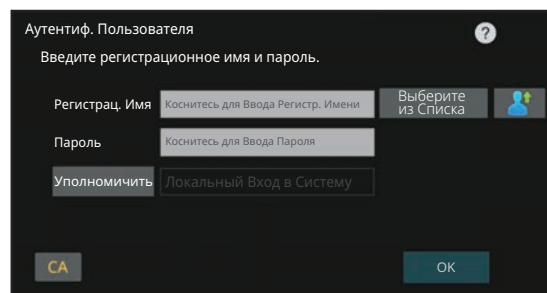 Аутентиф. Пользователя
?
Введите регистрационное имя и пароль.
Регистрац. Имя
Коснитесь для Ввода Регистр. Имени
Выберите
из Списка
Пароль
Коснитесь для Ввода Пароля
Уполномичить
Локальный Вход в Систему
CA
OK